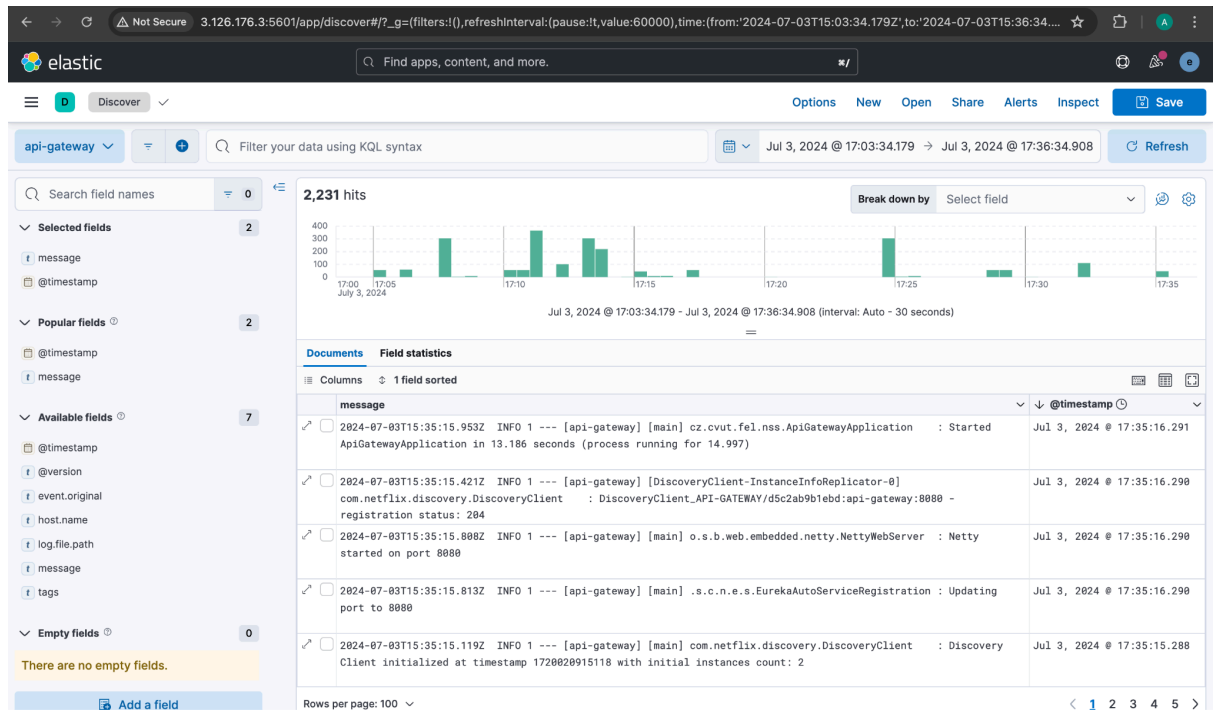 Not Secure 3.126.176.3:5601/app/discover#/?_g=(filters:!(),refreshInterval:(pause:!t,value:60000),time:(from:'2024-07-03T15:03:34.179Z',to:'2024-07-03T15:36:34.... A
elastic
Find apps, content, and more. ⌘/ e
D Discover Options New Open Share Alerts Inspect Save
api-gateway Filter your data using KQL syntax Jul 3, 2024 @ 17:03:34.179 → Jul 3, 2024 @ 17:36:34.908 Refresh
Search field names 0
Selected fields 2
t message
@timestamp
Popular fields 2
@timestamp
t message
Available fields 7
@timestamp
t @version
t event.original
t host.name
t log.file.path
t message
t tags
Empty fields 0
There are no empty fields.
Add a field
2,231 hits
Break down by Select field
400
300
200
100
0
17:00 17:05 17:10 17:15 17:20 17:25 17:30 17:35
July 3, 2024
Jul 3, 2024 @ 17:03:34.179 - Jul 3, 2024 @ 17:36:34.908 (interval: Auto - 30 seconds)
Documents Field statistics
Columns 1 field sorted
message @timestamp
2024-07-03T15:35:15.953Z INFO 1 --- [api-gateway] [main] cz.cvut.fel.nss.ApiGatewayApplication : Started Jul 3, 2024 @ 17:35:16.291
ApiGatewayApplication in 13.186 seconds (process running for 14.997)
2024-07-03T15:35:15.421Z INFO 1 --- [api-gateway] [DiscoveryClient-InstanceInfoReplicator-0] Jul 3, 2024 @ 17:35:16.290
com.netflix.discovery.DiscoveryClient : DiscoveryClient_API-GATEWAY/d5c2ab9b1ebd:api-gateway:8080 -
registration status: 204
2024-07-03T15:35:15.808Z INFO 1 --- [api-gateway] [main] o.s.b.web.embedded.netty.NettyWebServer : Netty Jul 3, 2024 @ 17:35:16.290
started on port 8080
2024-07-03T15:35:15.813Z INFO 1 --- [api-gateway] [main] .s.c.n.e.s.EurekaAutoServiceRegistration : Updating Jul 3, 2024 @ 17:35:16.290
port to 8080
2024-07-03T15:35:15.119Z INFO 1 --- [api-gateway] [main] com.netflix.discovery.DiscoveryClient : Discovery Jul 3, 2024 @ 17:35:15.288
Client initialized at timestamp 1720020915118 with initial instances count: 2
Rows per page: 100 1 2 3 4 5